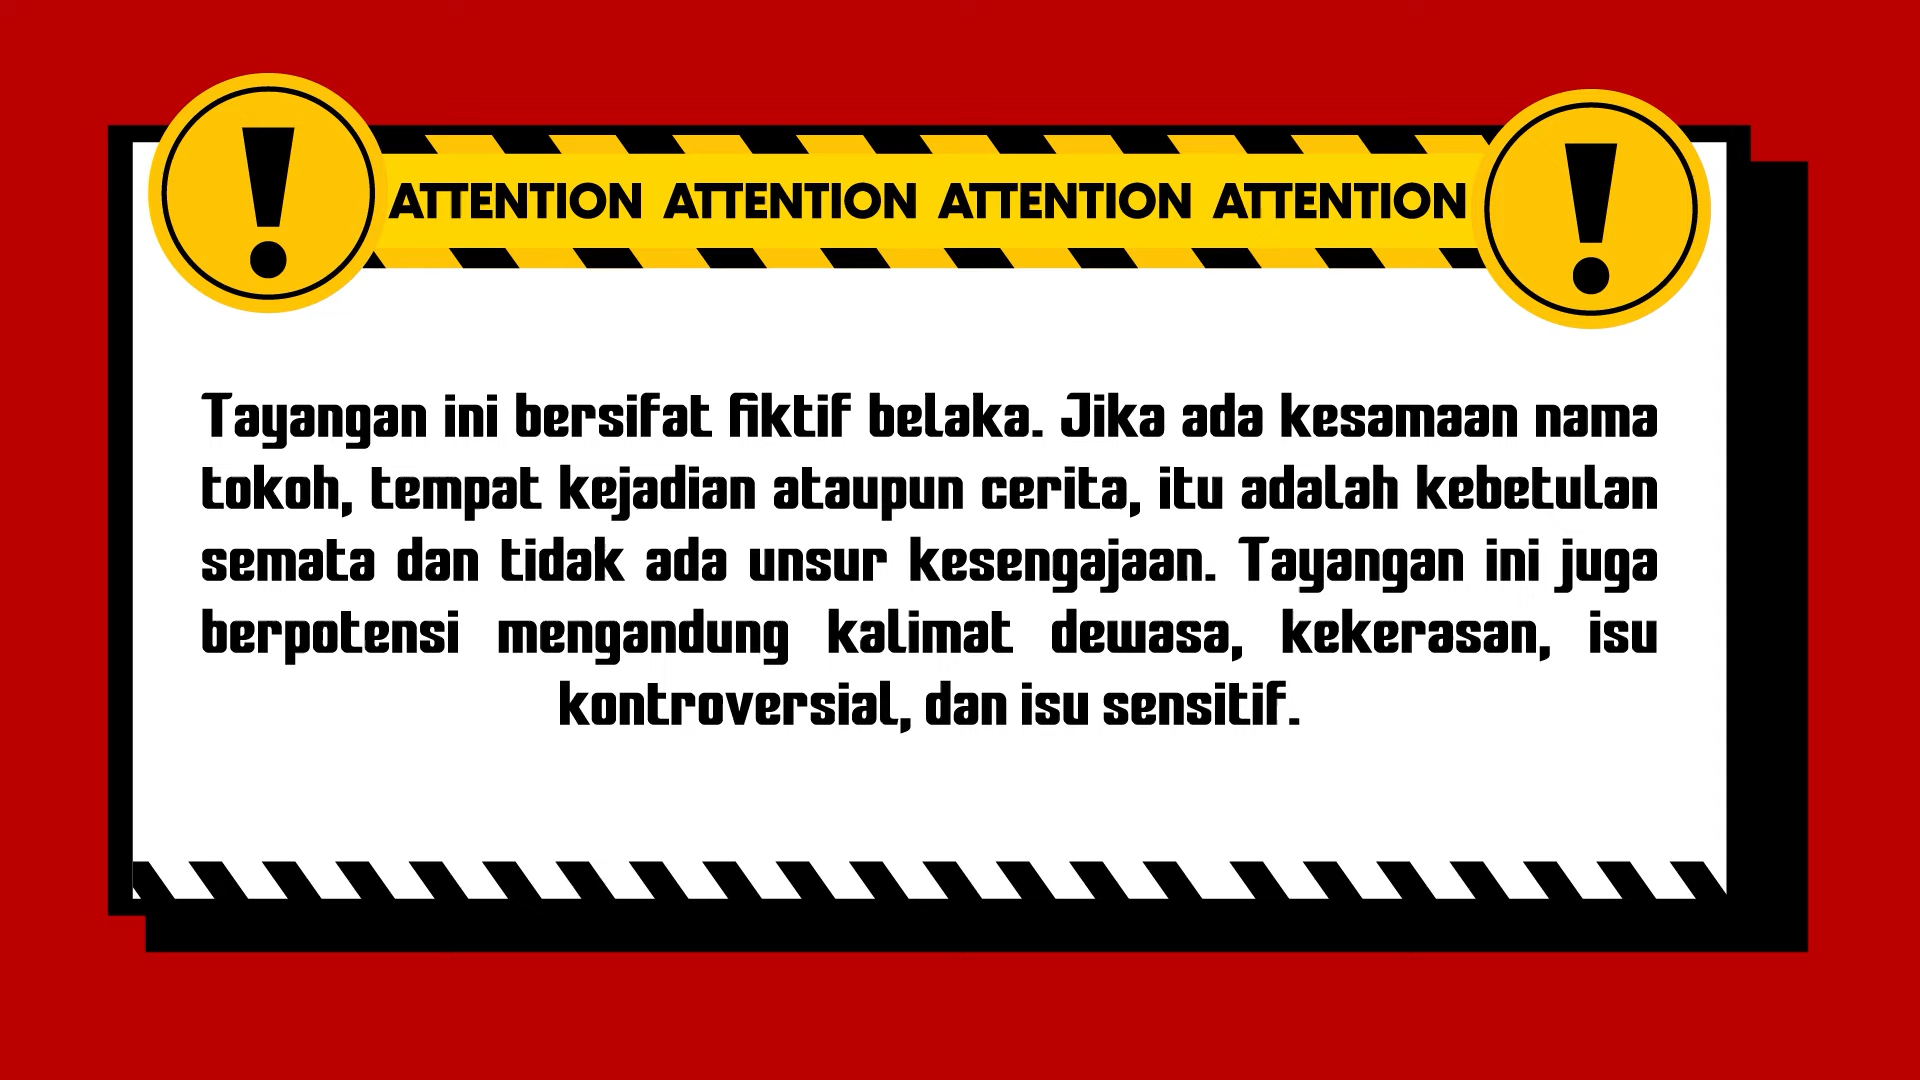 ATTENTION ATTENTION ATTENTION ATTENTION
Tayangan ini bersifat fiktif belaka. Jika ada kesamaan nama
tokoh, tempat kejadian ataupun cerita, itu adalah kebetulan
semata dan tidak ada unsur kesengajaan. Tayangan ini juga
berpotensi mengandung kalimat dewasa, kekerasan, isu
kontroversial, dan isu sensitif.